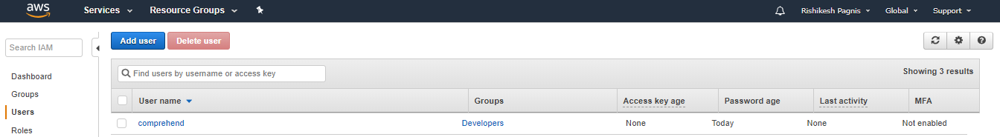 aws Services Resource Groups Rishikesh Pagnis Global Support
Search IAM
Add user Delete user
Find users by username or access key Showing 3 results
Dashboard
Groups
Users
Roles
User name Groups Access key age Password age Last activity MFA
comprehend Developers None Today None Not enabled